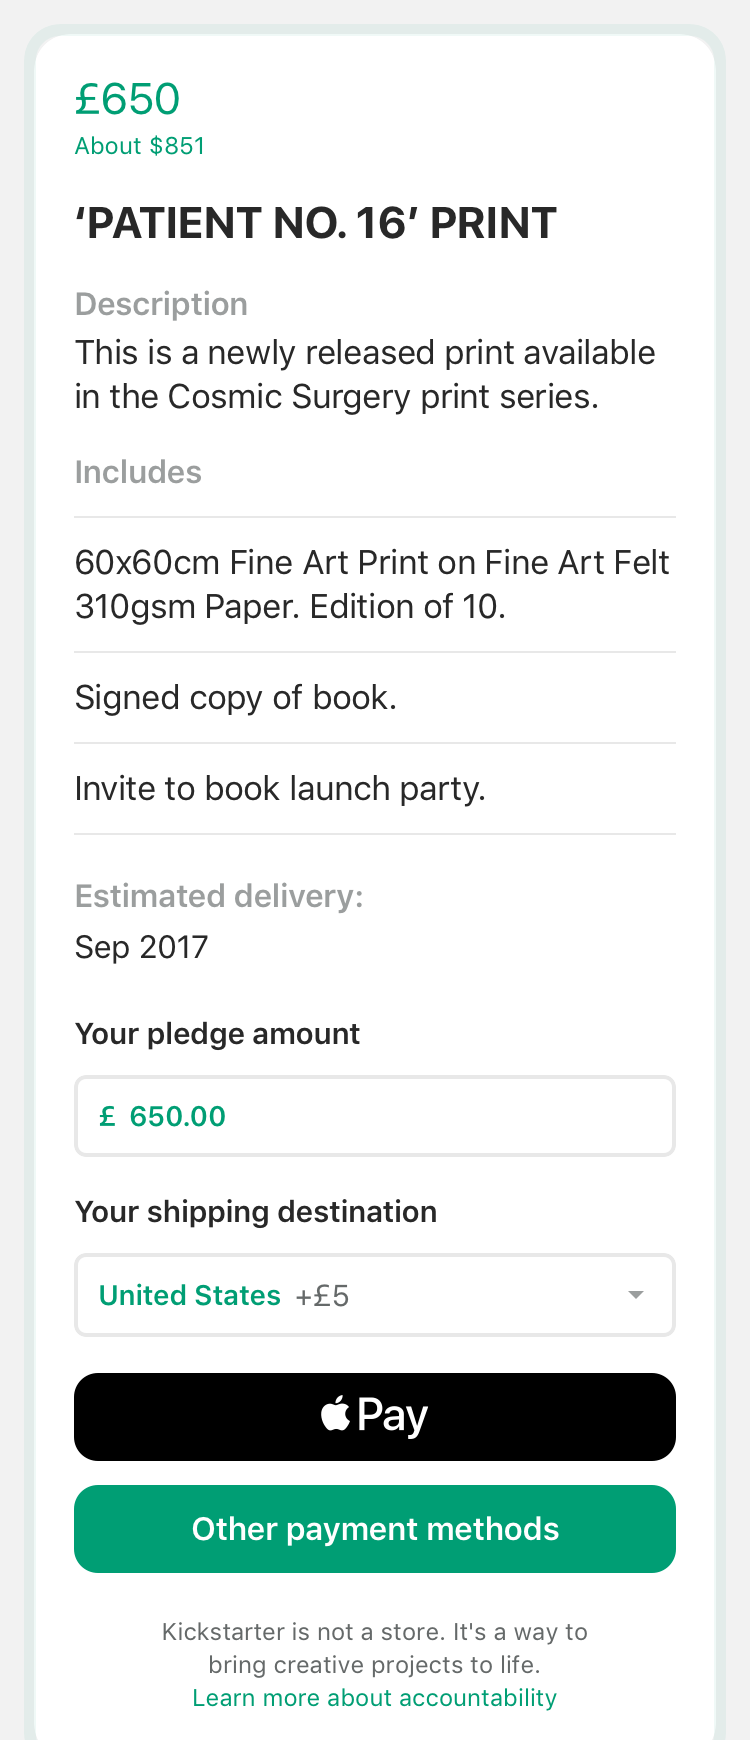 £650
About $851
‘PATIENT NO. 16’ PRINT
Description
This is a newly released print available
in the Cosmic Surgery print series.
Includes
60x60cm Fine Art Print on Fine Art Felt
310gsm Paper. Edition of 10.
Signed copy of book.
Invite to book launch party.
Estimated delivery:
Sep 2017
Your pledge amount
£ 650.00
Your shipping destination
United States +£5
Pay
Other payment methods
Kickstarter is not a store. It's a way to
bring creative projects to life.
Learn more about accountability